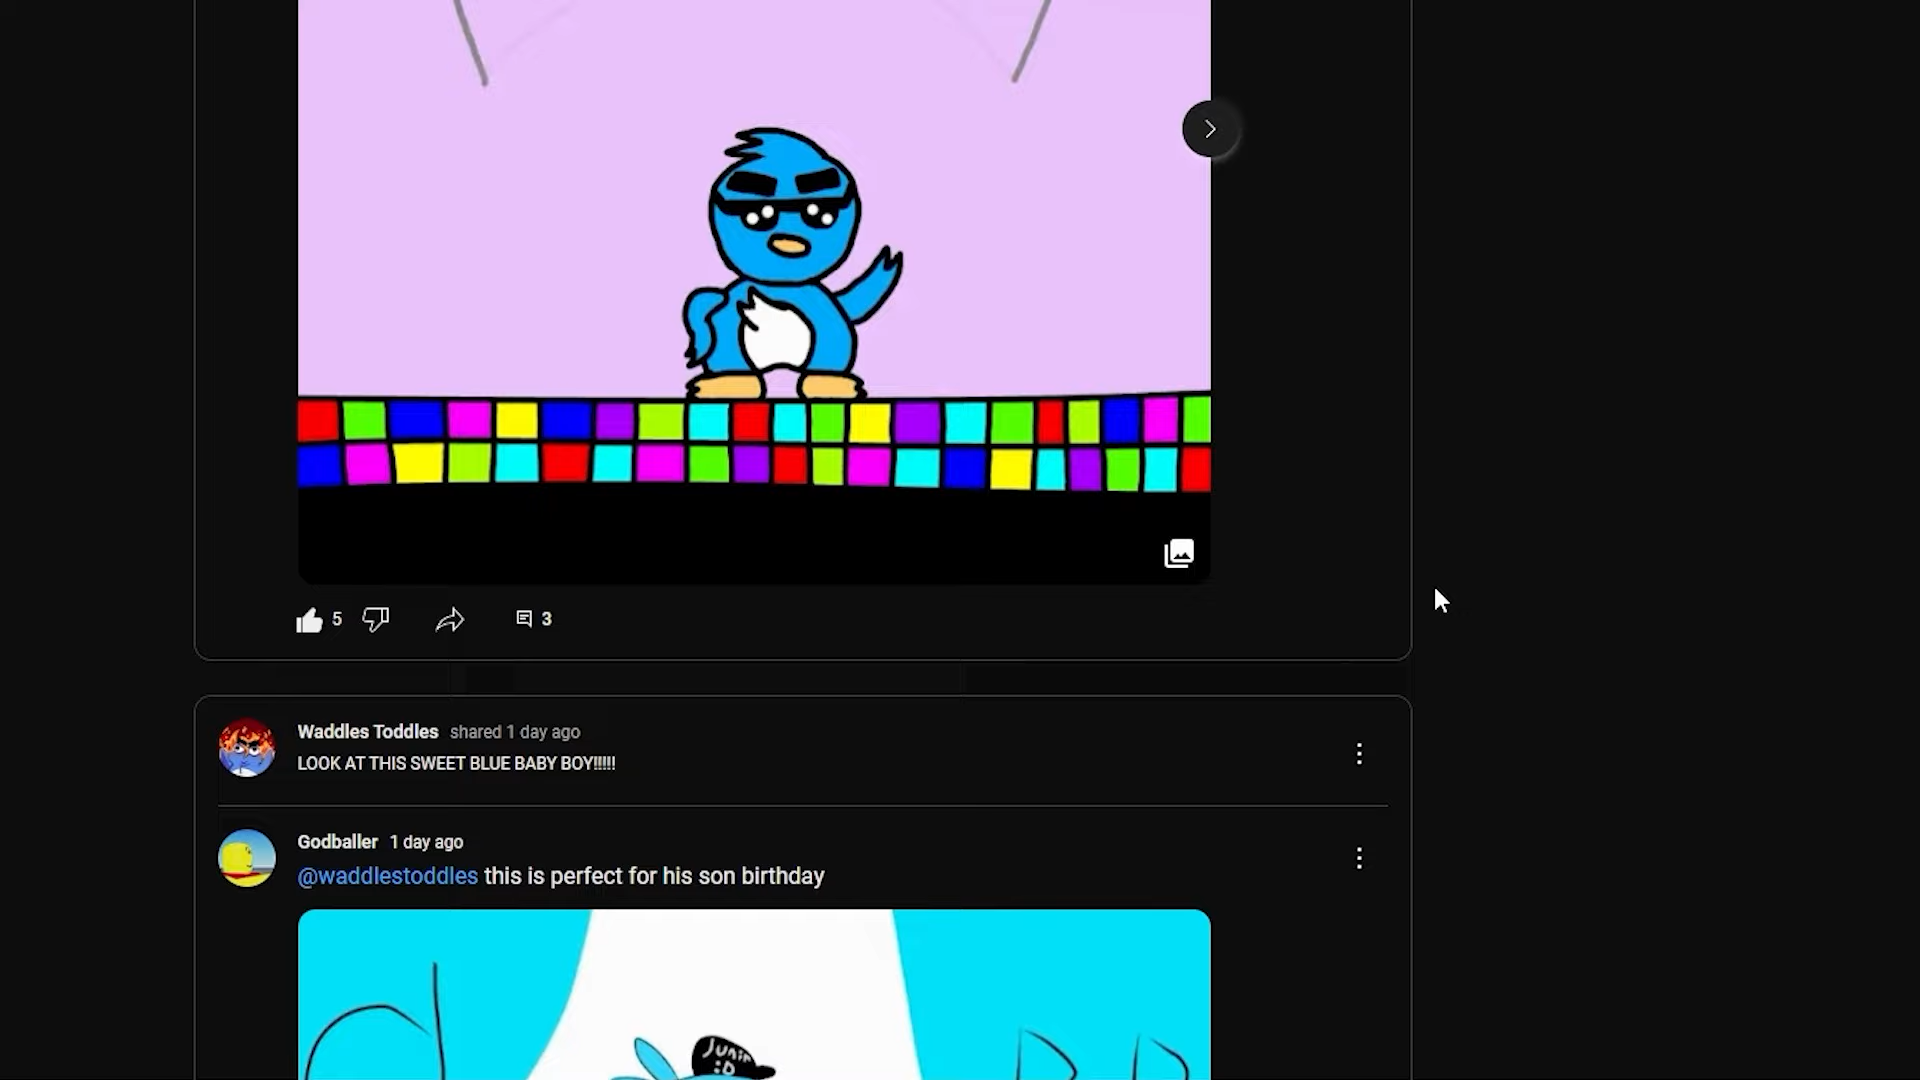 5
3
Waddles Toddles shared 1 day ago
LOOK AT THIS SWEET BLUE BABY BOY!!!!!
Godballer 1 day ago
@waddlestoddles this is perfect for his son birthday
:D